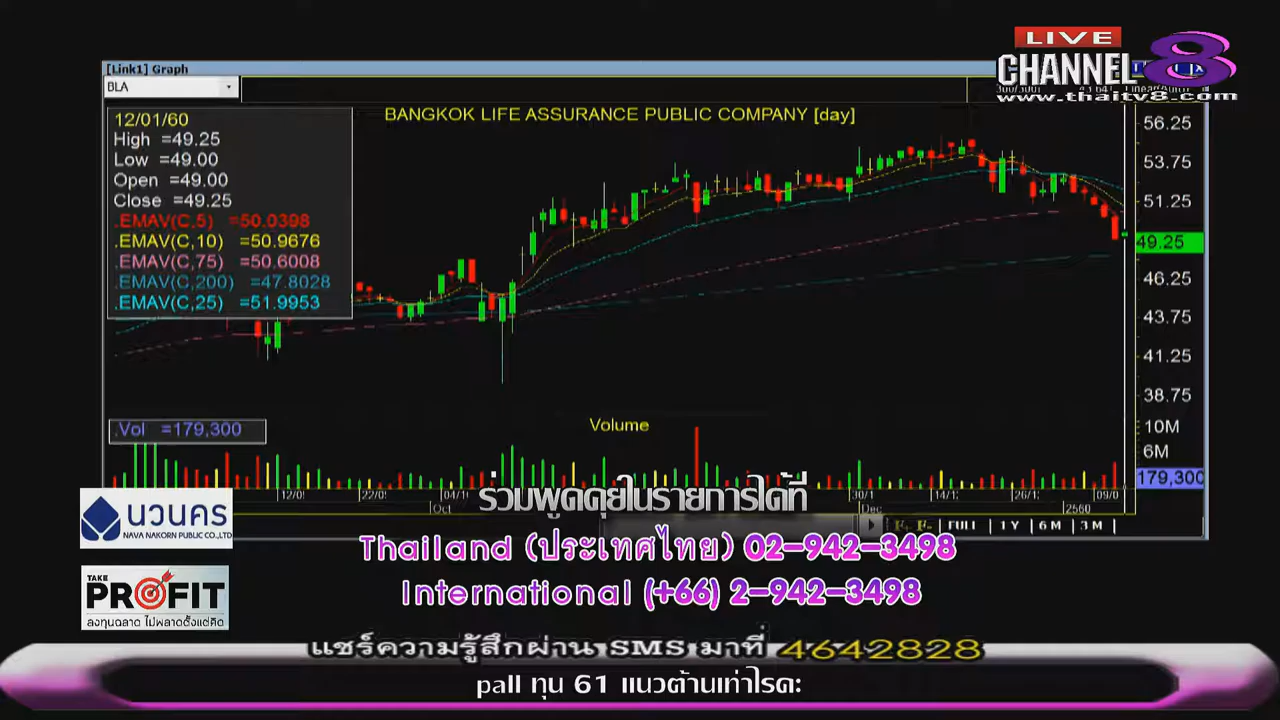 LIVE
CHANNEL 8
www.thaitv8.com
[Link1] Graph
BLA
BANGKOK LIFE ASSURANCE PUBLIC COMPANY [day]
12/01/60
High =49.25
Low =49.00
Open =49.00
Close =49.25
.EMAV(C,5) =50.0398
.EMAV(C,10) =50.9676
.EMAV(C,75) =50.6008
.EMAV(C,200) =47.8028
.EMAV(C,25) =51.9953
56.25
53.75
51.25
49.25
46.25
43.75
41.25
38.75
.Vol =179,300
Volume
10M
6M
179,300
Oct
Dec
2560
FULL 1 Y 6 M 3 M
ร่วมพูดคุยในรายการได้ที่
Thailand (ประเทศไทย) 02-942-3498
International (+66) 2-942-3498
นวนคร
NAVA NAKORN PUBLIC CO.,LTD
TAKE
PROFIT
ลงทุนฉลาด ไม่พลาดตั้งแต่คิด
แชร์ความรู้สึกผ่าน SMS มาที่ 4642828
pall ทุน 61 แนวต้านเท่าไรคะ